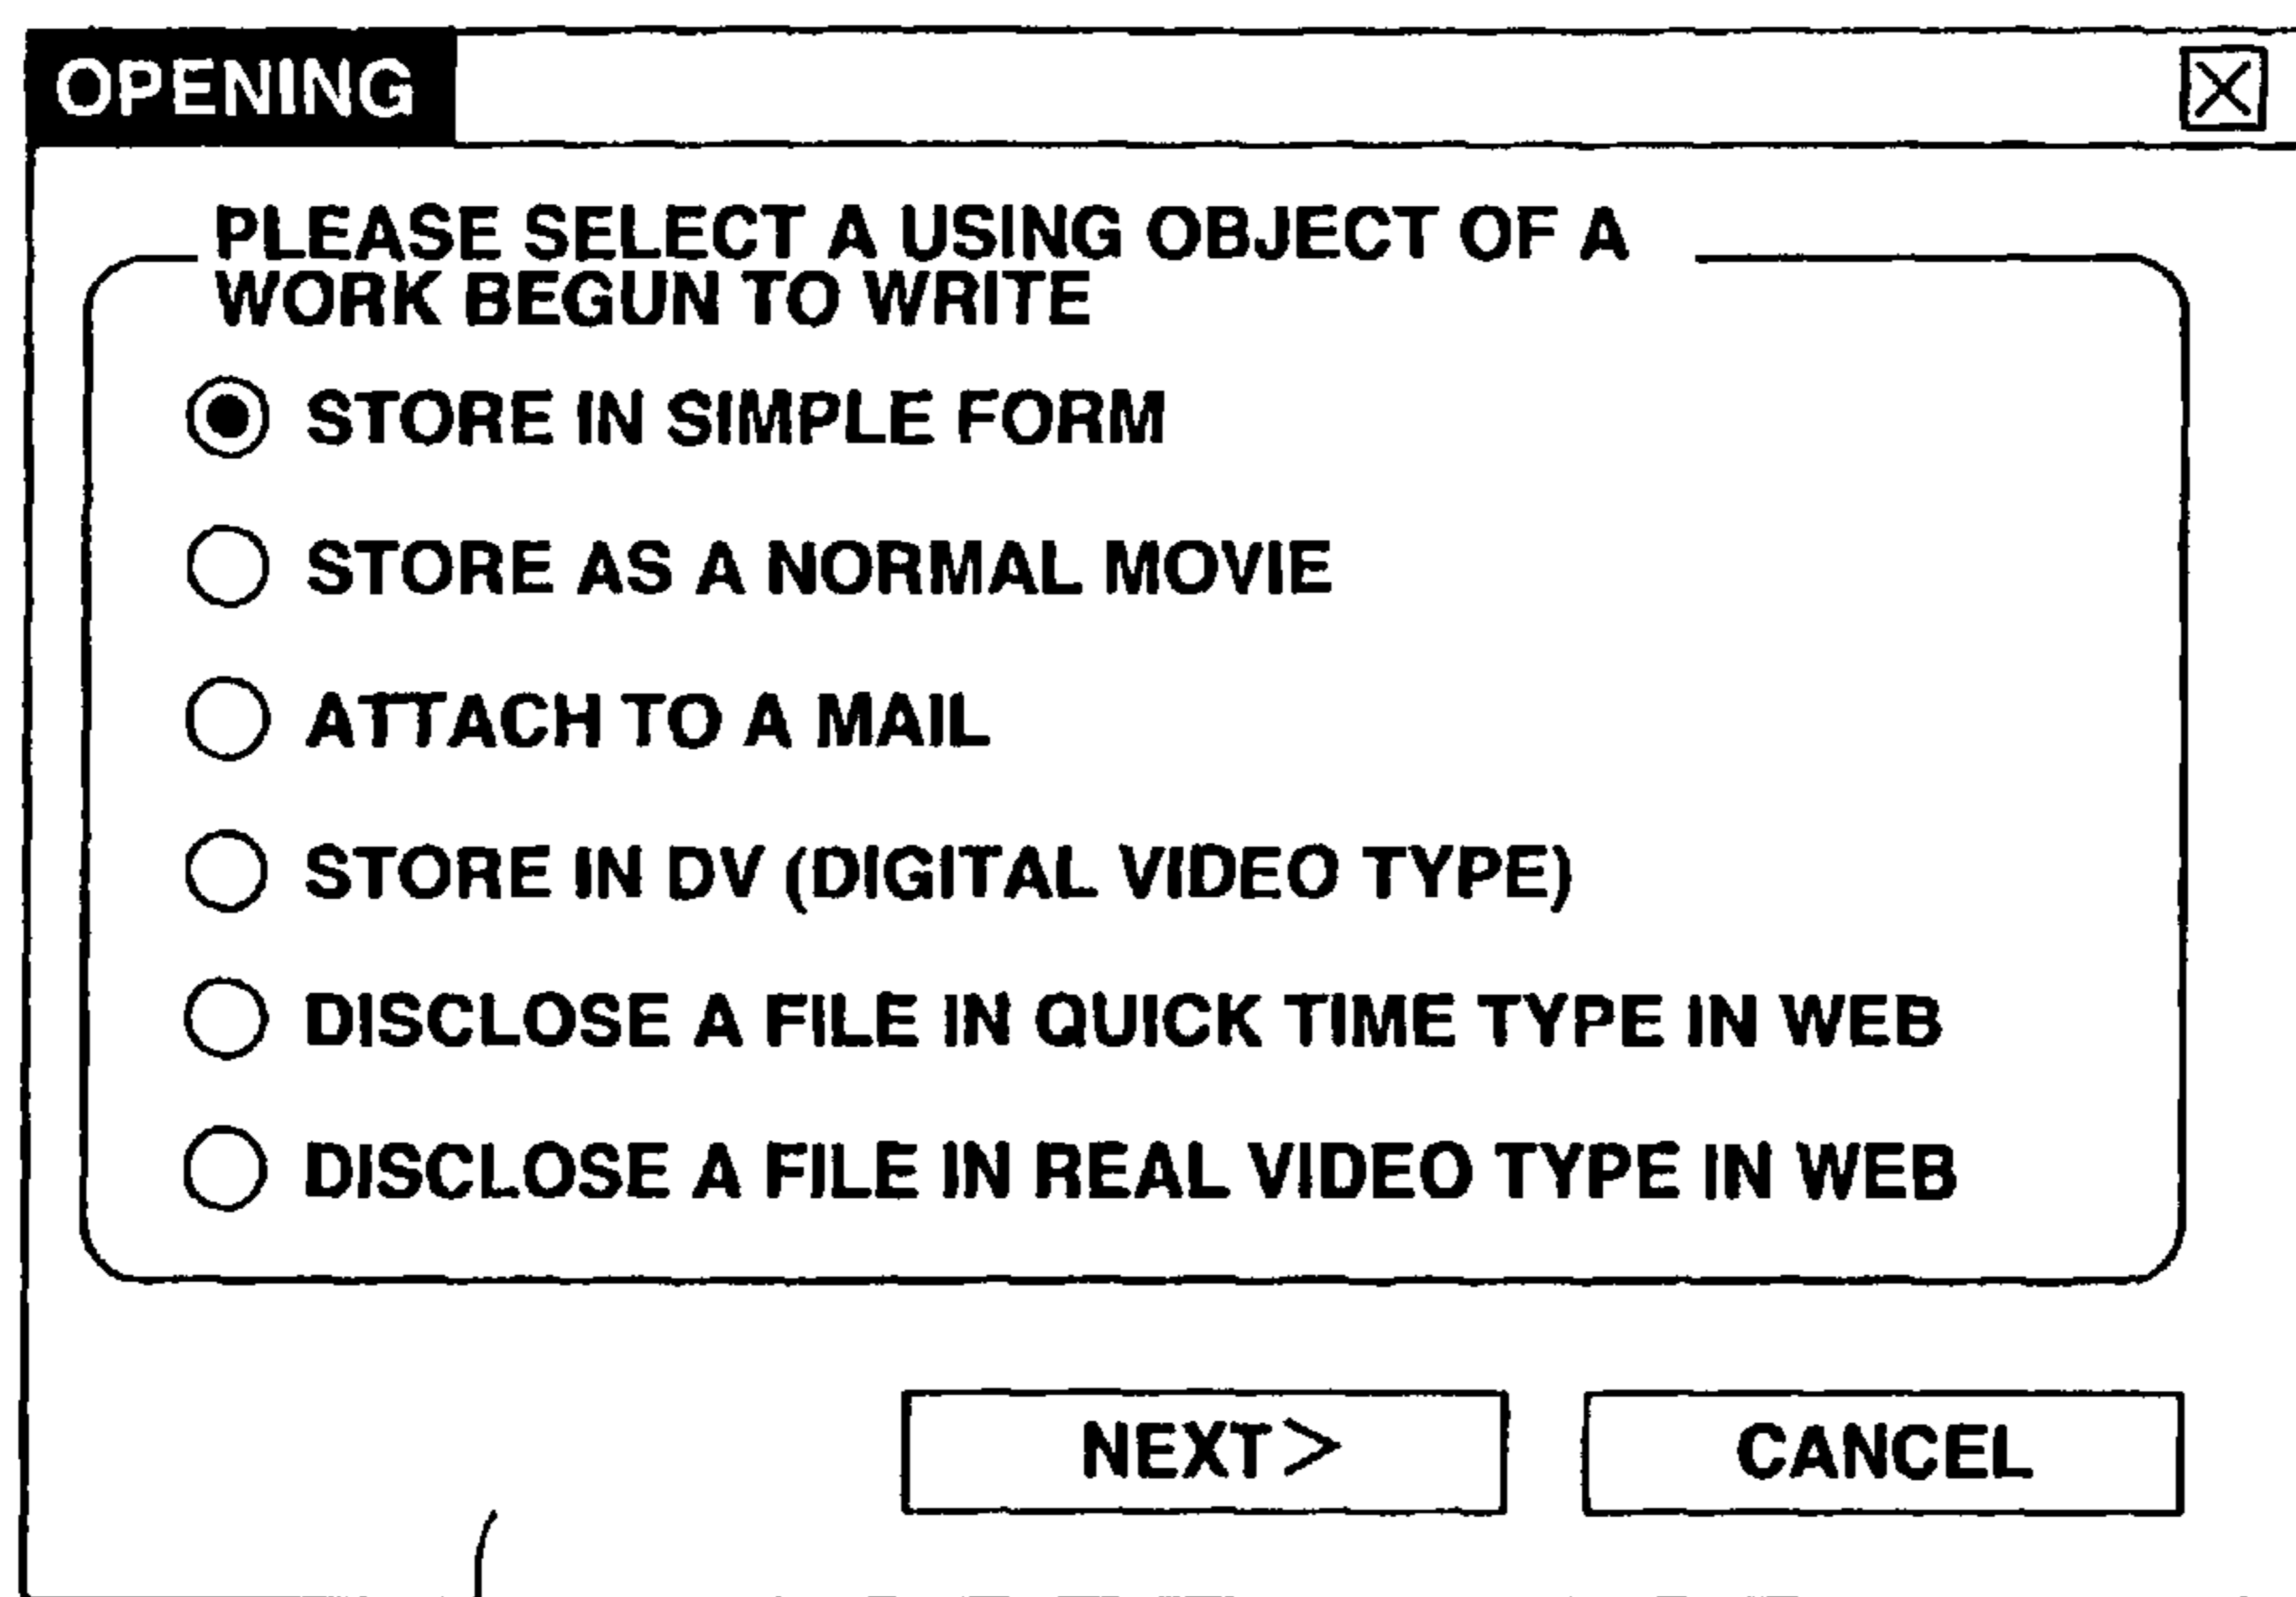 OPENING
PLEASE SELECT A USING OBJECT OF A
WORK BEGUN TO WRITE
STORE IN SIMPLE FORM
STORE AS A NORMAL MOVIE
ATTACH TO A MAIL
STORE IN DV (DIGITAL VIDEO TYPE)
DISCLOSE A FILE IN QUICK TIME TYPE IN WEB
DISCLOSE A FILE IN REAL VIDEO TYPE IN WEB
NEXT>
CANCEL